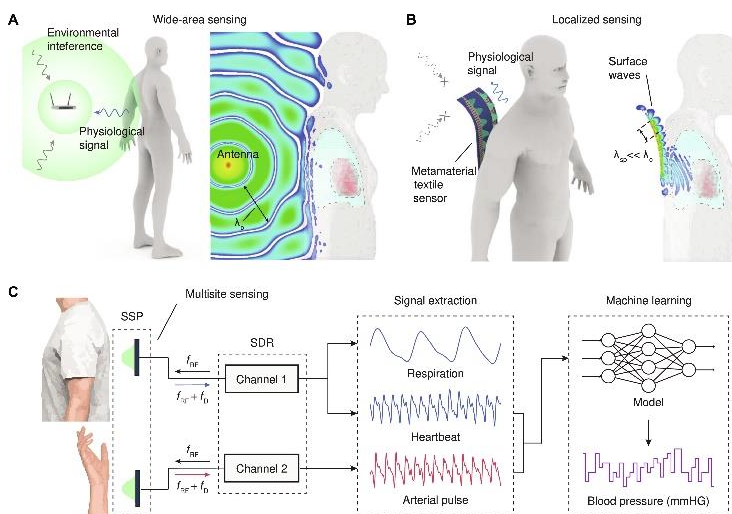 A
Wide-area sensing
Environmental
inteference
Physiological
signal
Antenna
λo
B
Localized sensing
Physiological
signal
Metamaterial
textile
sensor
Surface
waves
λsp<< λo
C
Multisite sensing
SSP
SDR
fRF
Channel 1
fRF + fD
fRF
Channel 2
fRF + fD
Signal extraction
Respiration
Heartbeat
Arterial pulse
Machine learning
Model
Blood pressure (mmHG)